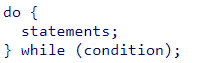 do {
  statements;
} while (condition);